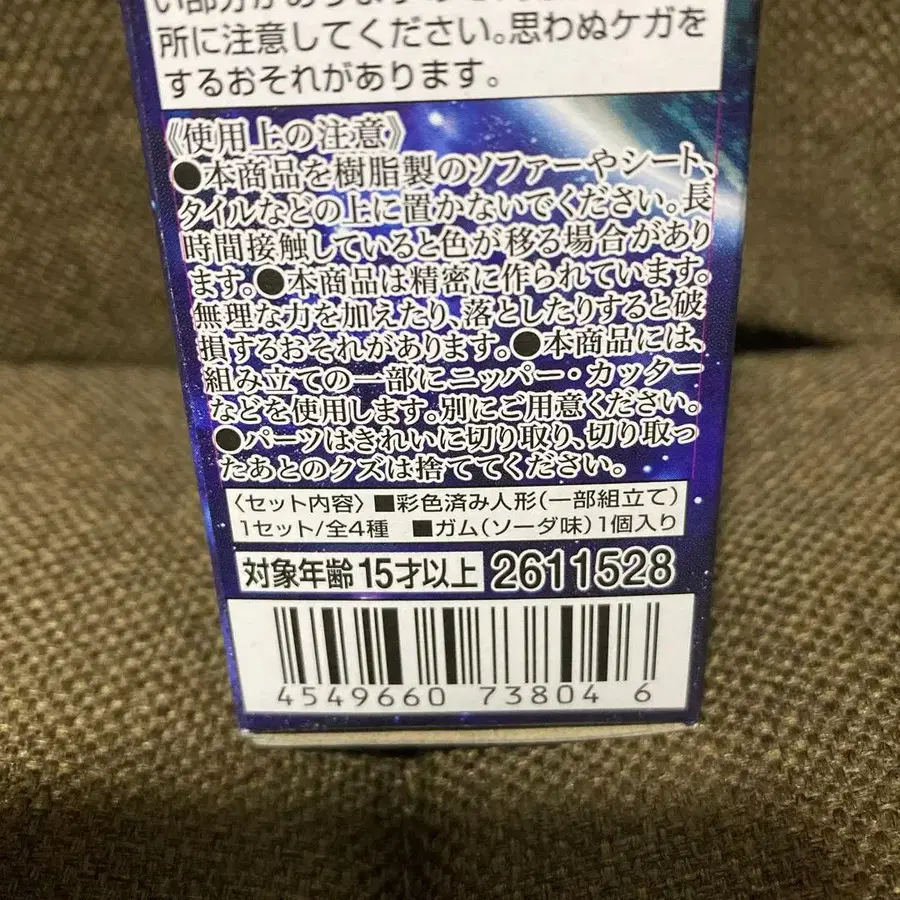 所に注意してください。思わぬケガを
するおそれがあります。
《使用上の注意》
●本商品を樹脂製のソファーやシート、
タイルなどの上に置かないでください。長
時間接触していると色が移る場合があり
ます。●本商品は精密に作られています。
無理な力を加えたり、落としたりすると破
損するおそれがあります。●本商品には、
組み立ての一部にニッパー・カッター
などを使用します。別にご用意ください。
●パーツはきれいに切り取り、切り取っ
たあとのクズは捨ててください。
〈セット内容〉■彩色済み人形(一部組立て)
1セット/全4種 ■ガム(ソーダ味)1個入り
対象年齢 15才以上 2611528
4549660 738046